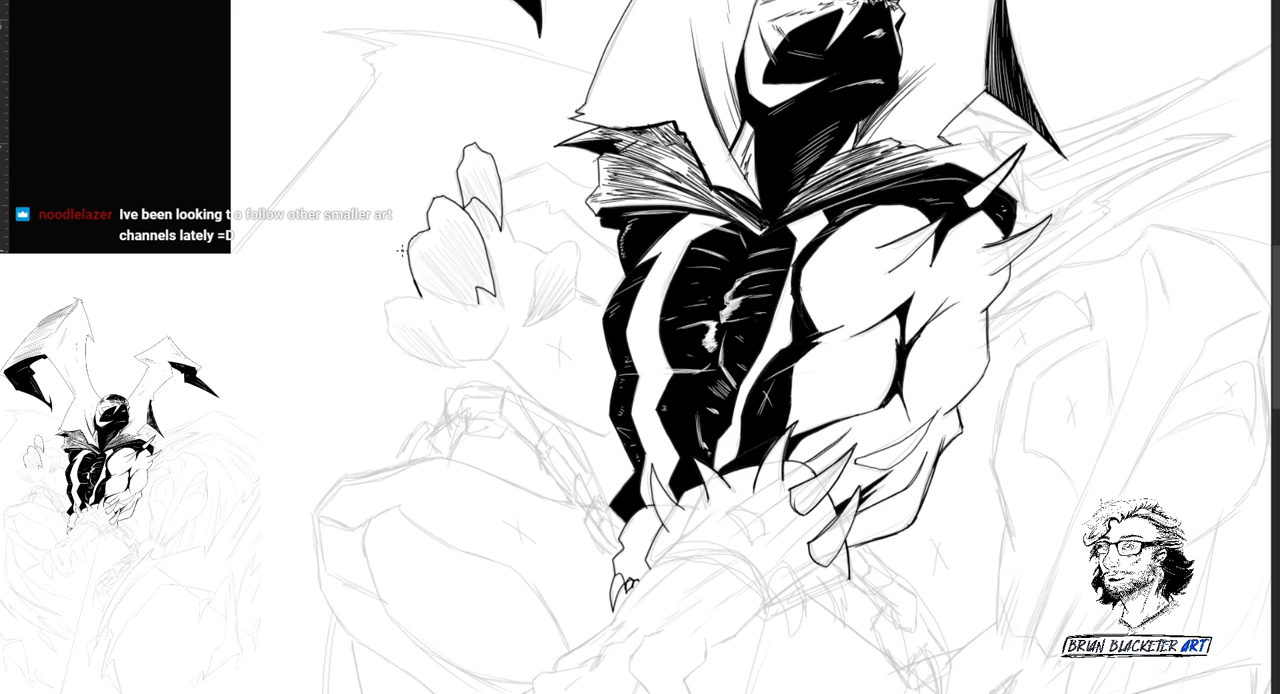 noodlelazer Ive been looking to follow other smaller art
channels lately =D
BRIAN BLACKETER ART